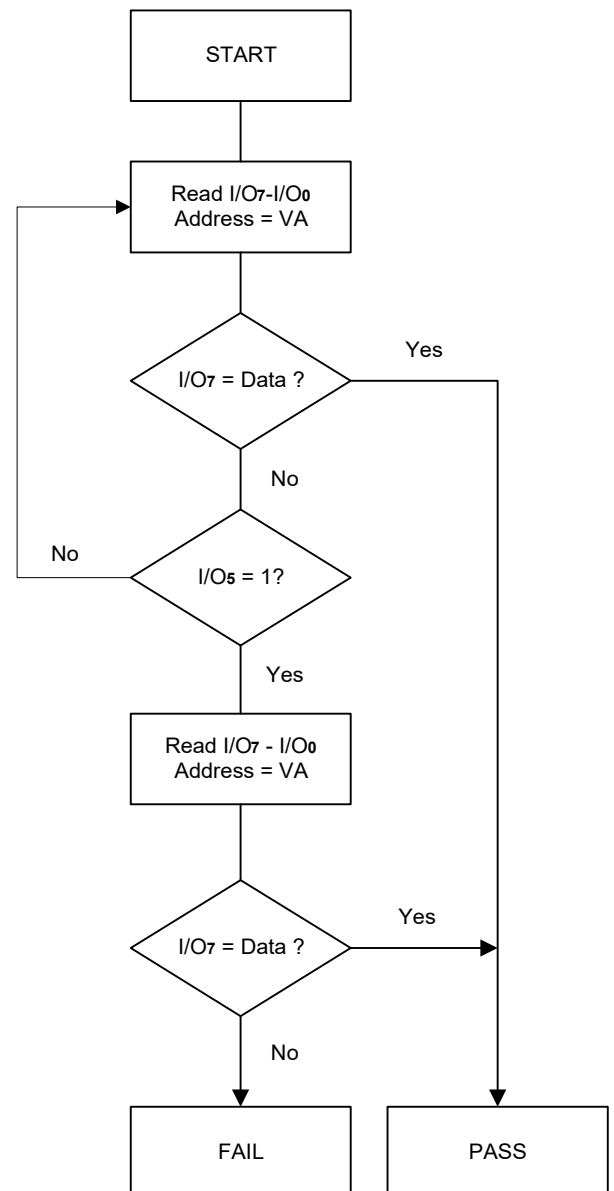 START
Read I/O7-I/O0
Address = VA
I/O7 = Data ?
Yes
No
No
I/O5 = 1?
Yes
Read I/O7 - I/O0
Address = VA
I/O7 = Data ?
Yes
No
FAIL
PASS